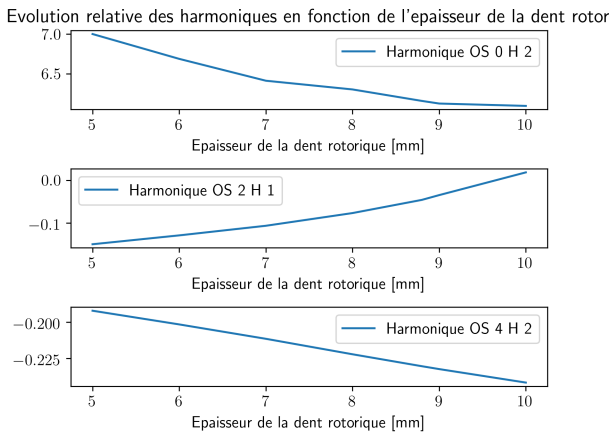 Evolution relative des harmoniques en fonction de l'epaisseur de la dent rotor
7.0
6.5
Harmonique OS 0 H 2
5 6 7 8 9 10
Epaisseur de la dent rotorique [mm]
0.0
−0.1
Harmonique OS 2 H 1
5 6 7 8 9 10
Epaisseur de la dent rotorique [mm]
−0.200
−0.225
Harmonique OS 4 H 2
5 6 7 8 9 10
Epaisseur de la dent rotorique [mm]